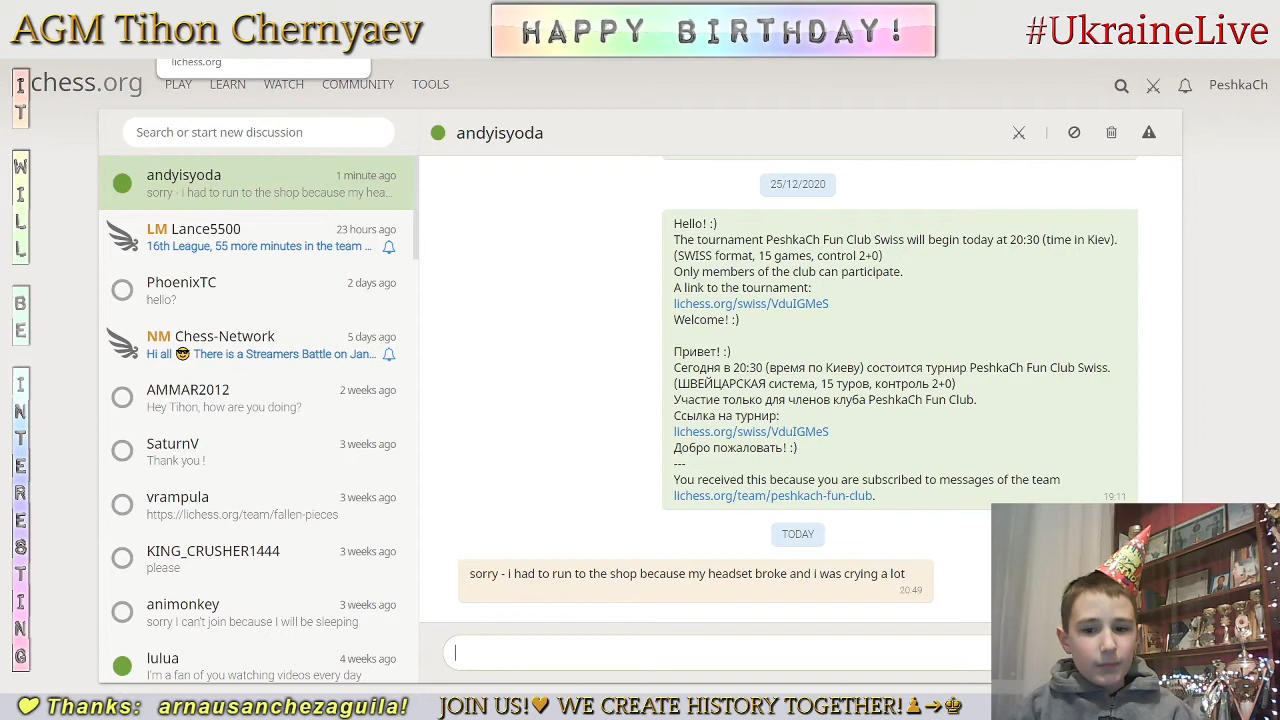 AGM Tihon Chernyaev
HAPPY BIRTHDAY!
#UkraineLive
IT
WILL
BE
INTERESTING
chess.org
lichess.org
PLAY
LEARN
WATCH
COMMUNITY
TOOLS
PeshkaCh
Search or start new discussion
andyisyoda
1 minute ago
sorry - i had to run to the shop because my hea…
LM Lance5500
23 hours ago
16th League, 55 more minutes in the team …
PhoenixTC
2 days ago
hello?
NM Chess-Network
5 days ago
Hi all 😎 There is a Streamers Battle on Jan…
AMMAR2012
2 weeks ago
Hey Tihon, how are you doing?
SaturnV
3 weeks ago
Thank you !
vrampula
3 weeks ago
https://lichess.org/team/fallen-pieces
KING_CRUSHER1444
3 weeks ago
please
animonkey
3 weeks ago
sorry I can't join because I will be sleeping
lulua
4 weeks ago
I'm a fan of you watching videos every day
andyisyoda
25/12/2020
Hello! :)
The tournament PeshkaCh Fun Club Swiss will begin today at 20:30 (time in Kiev).
(SWISS format, 15 games, control 2+0)
Only members of the club can participate.
A link to the tournament:
lichess.org/swiss/VduIGMeS
Welcome! :)
Привет! :)
Сегодня в 20:30 (время по Киеву) состоится турнир PeshkaCh Fun Club Swiss.
(ШВЕЙЦАРСКАЯ система, 15 туров, контроль 2+0)
Участие только для членов клуба PeshkaCh Fun Club.
Ссылка на турнир:
lichess.org/swiss/VduIGMeS
Добро пожаловать! :)
---
You received this because you are subscribed to messages of the team
lichess.org/team/peshkach-fun-club.
19:11
TODAY
sorry - i had to run to the shop because my headset broke and i was crying a lot
20:49
Thanks: arnausanchezaguila!
JOIN US!🧡 WE CREATE HISTORY TOGETHER!♟→♚